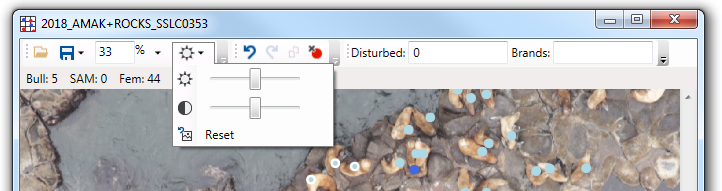 2018_AMAK+ROCKS_SSLC0353
33 % Disturbed: 0 Brands:
Bull: 5 SAM: 0 Fem: 44
Reset